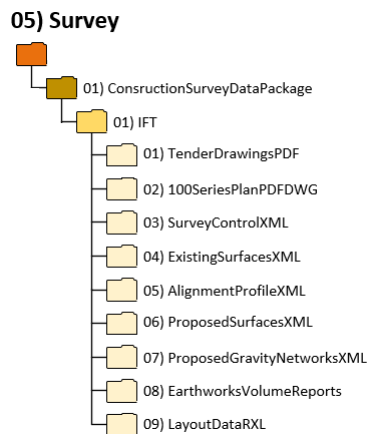 05) Survey
01) ConsructionSurveyDataPackage
01) IFT
01) TenderDrawingsPDF
02) 100SeriesPlanPDFDWG
03) SurveyControlXML
04) ExistingSurfacesXML
05) AlignmentProfileXML
06) ProposedSurfacesXML
07) ProposedGravityNetworksXML
08) EarthworksVolumeReports
09) LayoutDataRXL